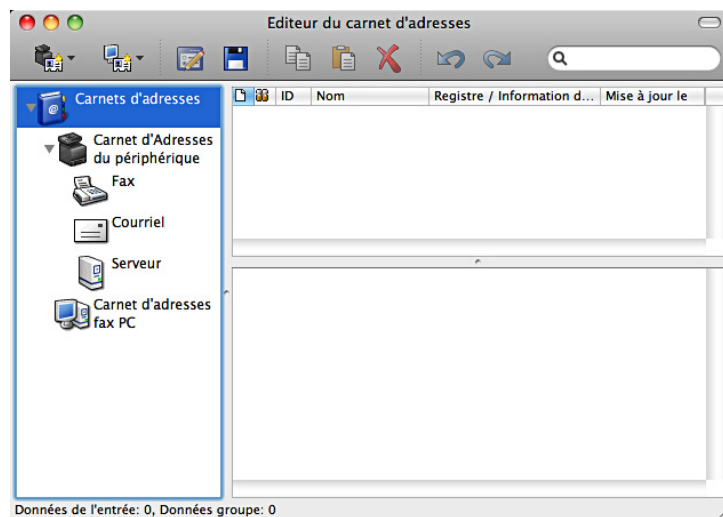 Editeur du carnet d'adresses
Carnets d'adresses
Carnet d'Adresses
du périphérique
Fax
Courriel
Serveur
Carnet d'adresses
fax PC
ID Nom Registre / Information d... Mise à jour le
Données de l'entrée: 0, Données groupe: 0